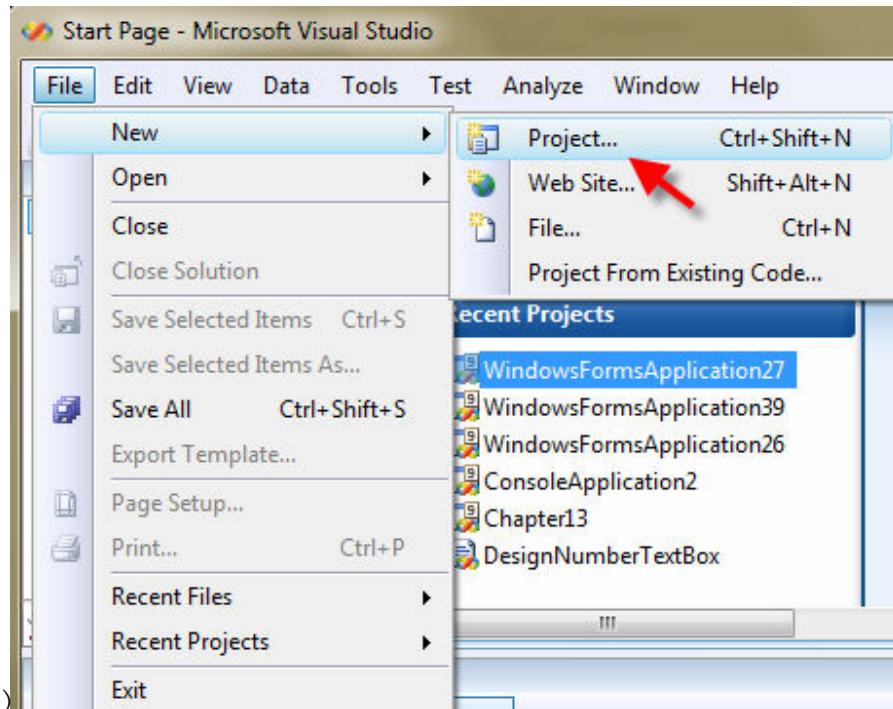 Start Page - Microsoft Visual Studio
File Edit View Data Tools Test Analyze Window Help
New
Open
Close
Close Solution
Save Selected Items Ctrl+S
Save Selected Items As...
Save All Ctrl+Shift+S
Export Template...
Page Setup...
Print... Ctrl+P
Recent Files
Recent Projects
Exit
Project... Ctrl+Shift+N
Web Site... Shift+Alt+N
File... Ctrl+N
Project From Existing Code...
Recent Projects
WindowsFormsApplication27
WindowsFormsApplication39
WindowsFormsApplication26
ConsoleApplication2
Chapter13
DesignNumberTextBox
)